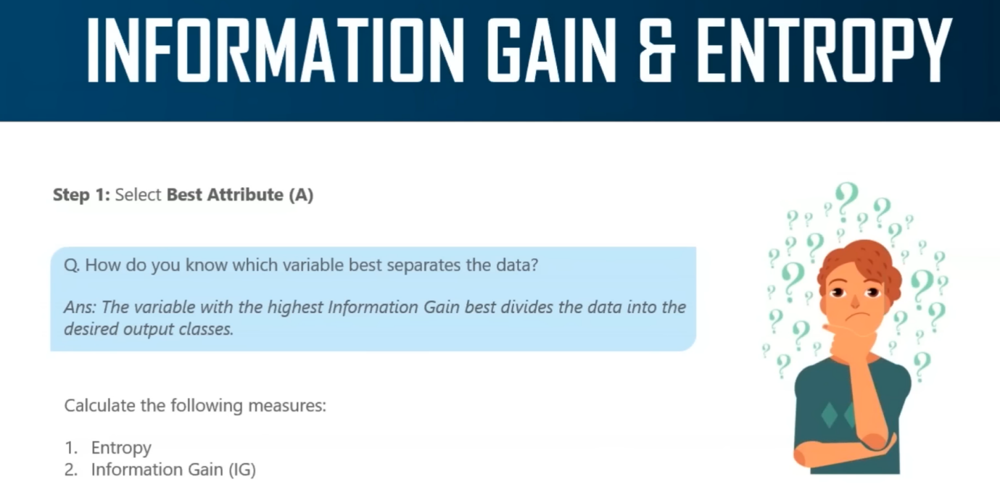 INFORMATION GAIN & ENTROPY
Step 1: Select Best Attribute (A)
Q. How do you know which variable best separates the data?
Ans: The variable with the highest Information Gain best divides the data into the
desired output classes.
Calculate the following measures:
1. Entropy
2. Information Gain (IG)